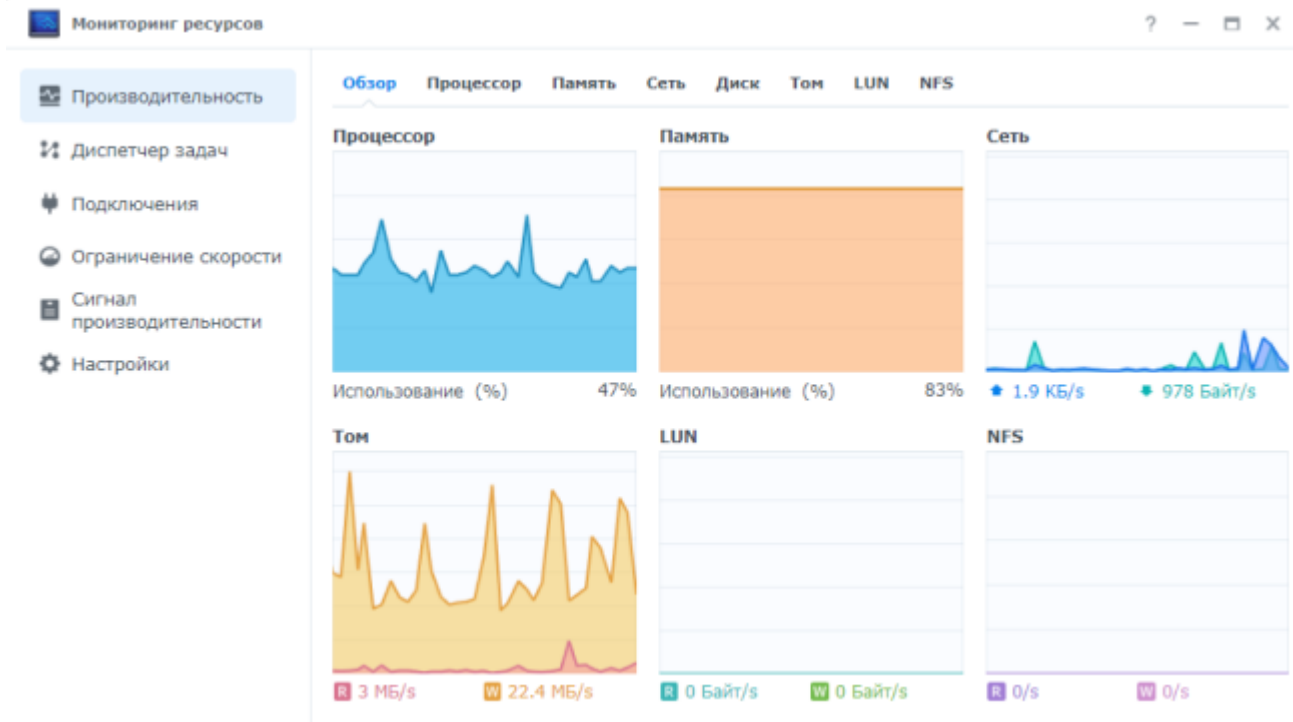 Мониторинг ресурсов
?
Производительность
Диспетчер задач
Подключения
Ограничение скорости
Сигнал
производительности
Настройки
Обзор Процессор Память Сеть Диск Том LUN NFS
Процессор Память Сеть
Использование (%) 47% Использование (%) 83% 1.9 КБ/s 978 Байт/s
Том LUN NFS
R 3 МБ/s W 22.4 МБ/s R 0 Байт/s W 0 Байт/s R 0/s W 0/s